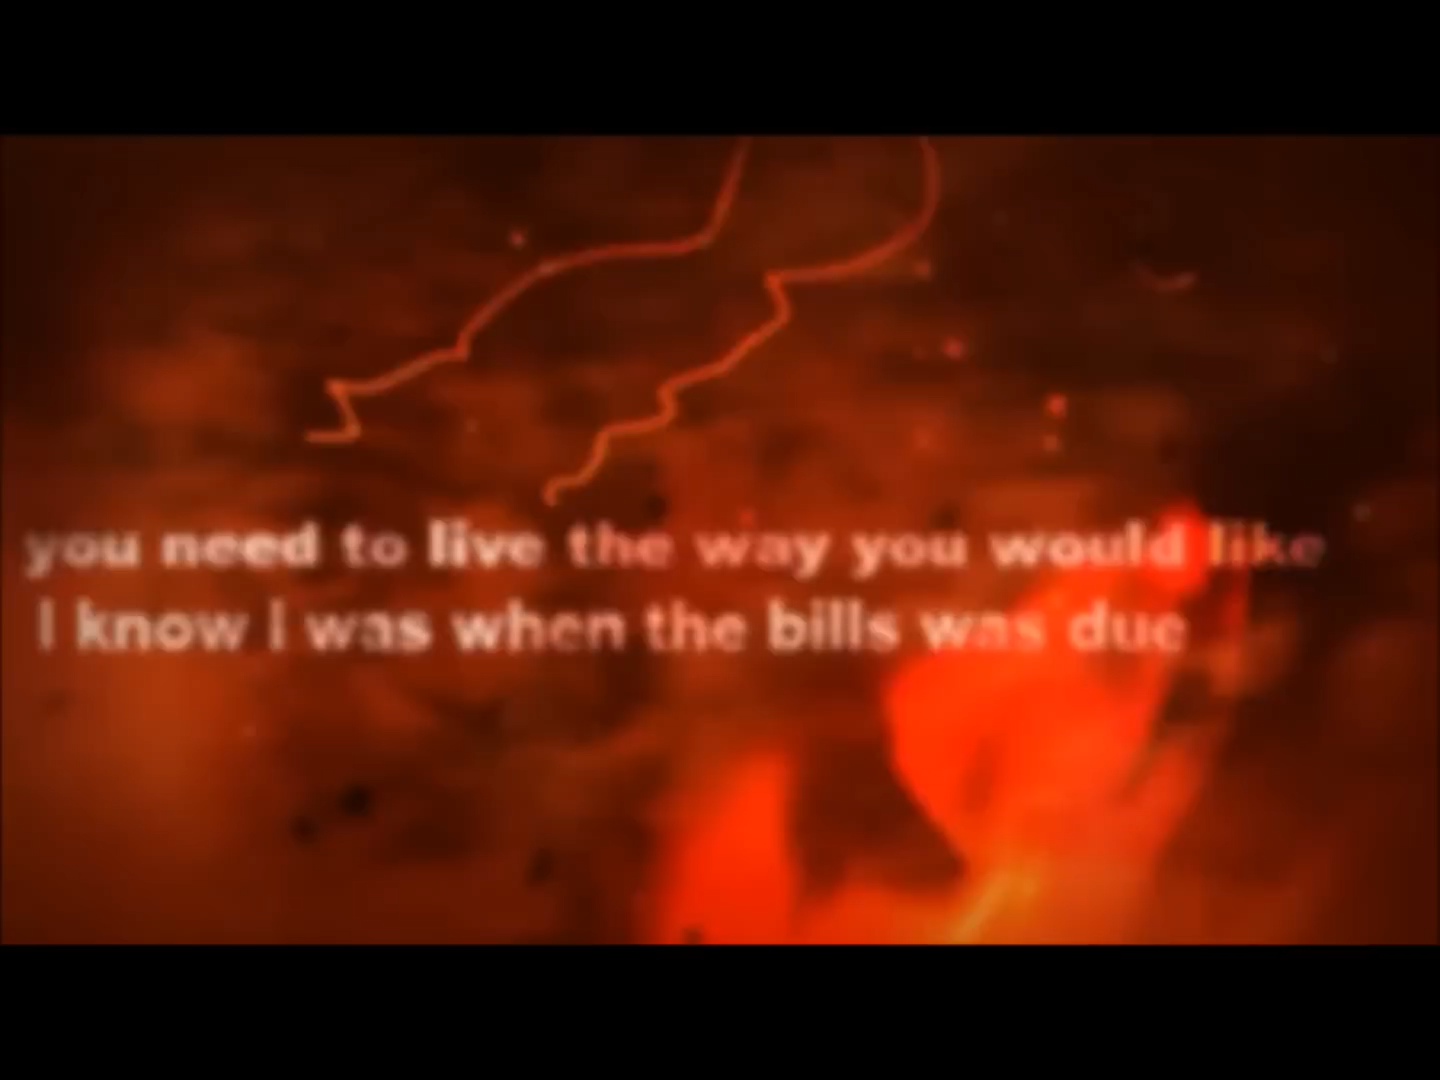 you need to live the way you would like
I know i was when the bills was due